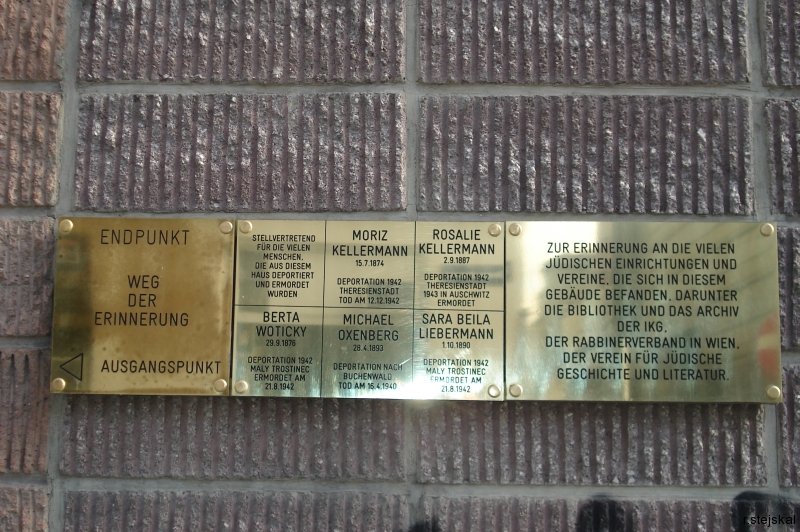 ENDPUNKT
WEG
DER
ERINNERUNG
AUSGANGSPUNKT
STELLVERTRETEND
FÜR DIE VIELEN
MENSCHEN,
DIE AUS DIESEM
HAUS DEPORTIERT
UND ERMORDET
WURDEN
MORIZ
KELLERMANN
15.7.1874
DEPORTATION 1942
THERESIENSTADT
TOD AM 12.12.1942
ROSALIE
KELLERMANN
2.9.1887
DEPORTATION 1942
THERESIENSTADT
1943 IN AUSCHWITZ
ERMORDET
BERTA
WOTICKY
29.9.1876
DEPORTATION 1942
MALY TROSTINEC
ERMORDET AM
21.8.1942
MICHAEL
OXENBERG
28.4.1893
DEPORTATION NACH
BUCHENWALD
TOD AM 16.4.1940
SARA BEILA
LIEBERMANN
1.10.1890
DEPORTATION 1942
MALY TROSTINEC
ERMORDET AM
21.8.1942
ZUR ERINNERUNG AN DIE VIELEN
JÜDISCHEN EINRICHTUNGEN UND
VEREINE, DIE SICH IN DIESEM
GEBÄUDE BEFANDEN, DARUNTER
DIE BIBLIOTHEK UND DAS ARCHIV
DER IKG,
DER RABBINERVERBAND IN WIEN,
DER VEREIN FÜR JÜDISCHE
GESCHICHTE UND LITERATUR.
r.stejskal